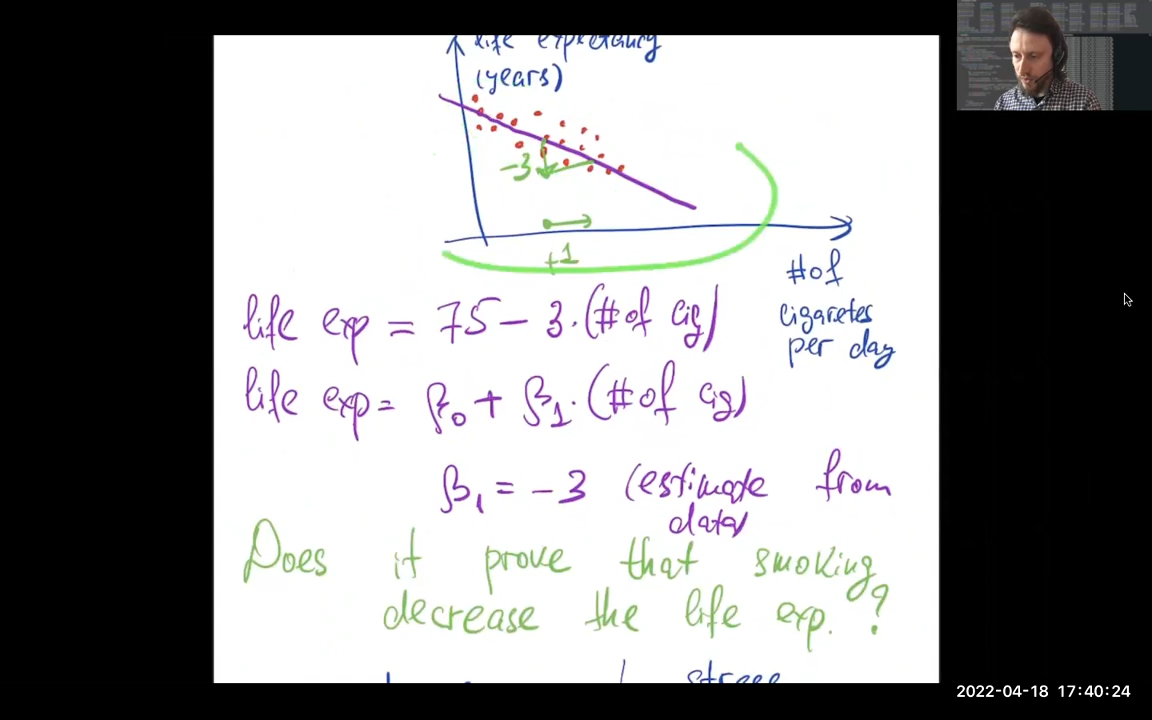 life expectancy
(years)
-3
+1
# of
cigaretes
per day
life exp = 75 - 3·(# of cig)
life exp = β₀ + β₁·(# of cig)
β₁ = -3 (estimate from
data)
Does it prove that smoking
decrease the life exp. ?
stress
2022-04-18 17:40:24